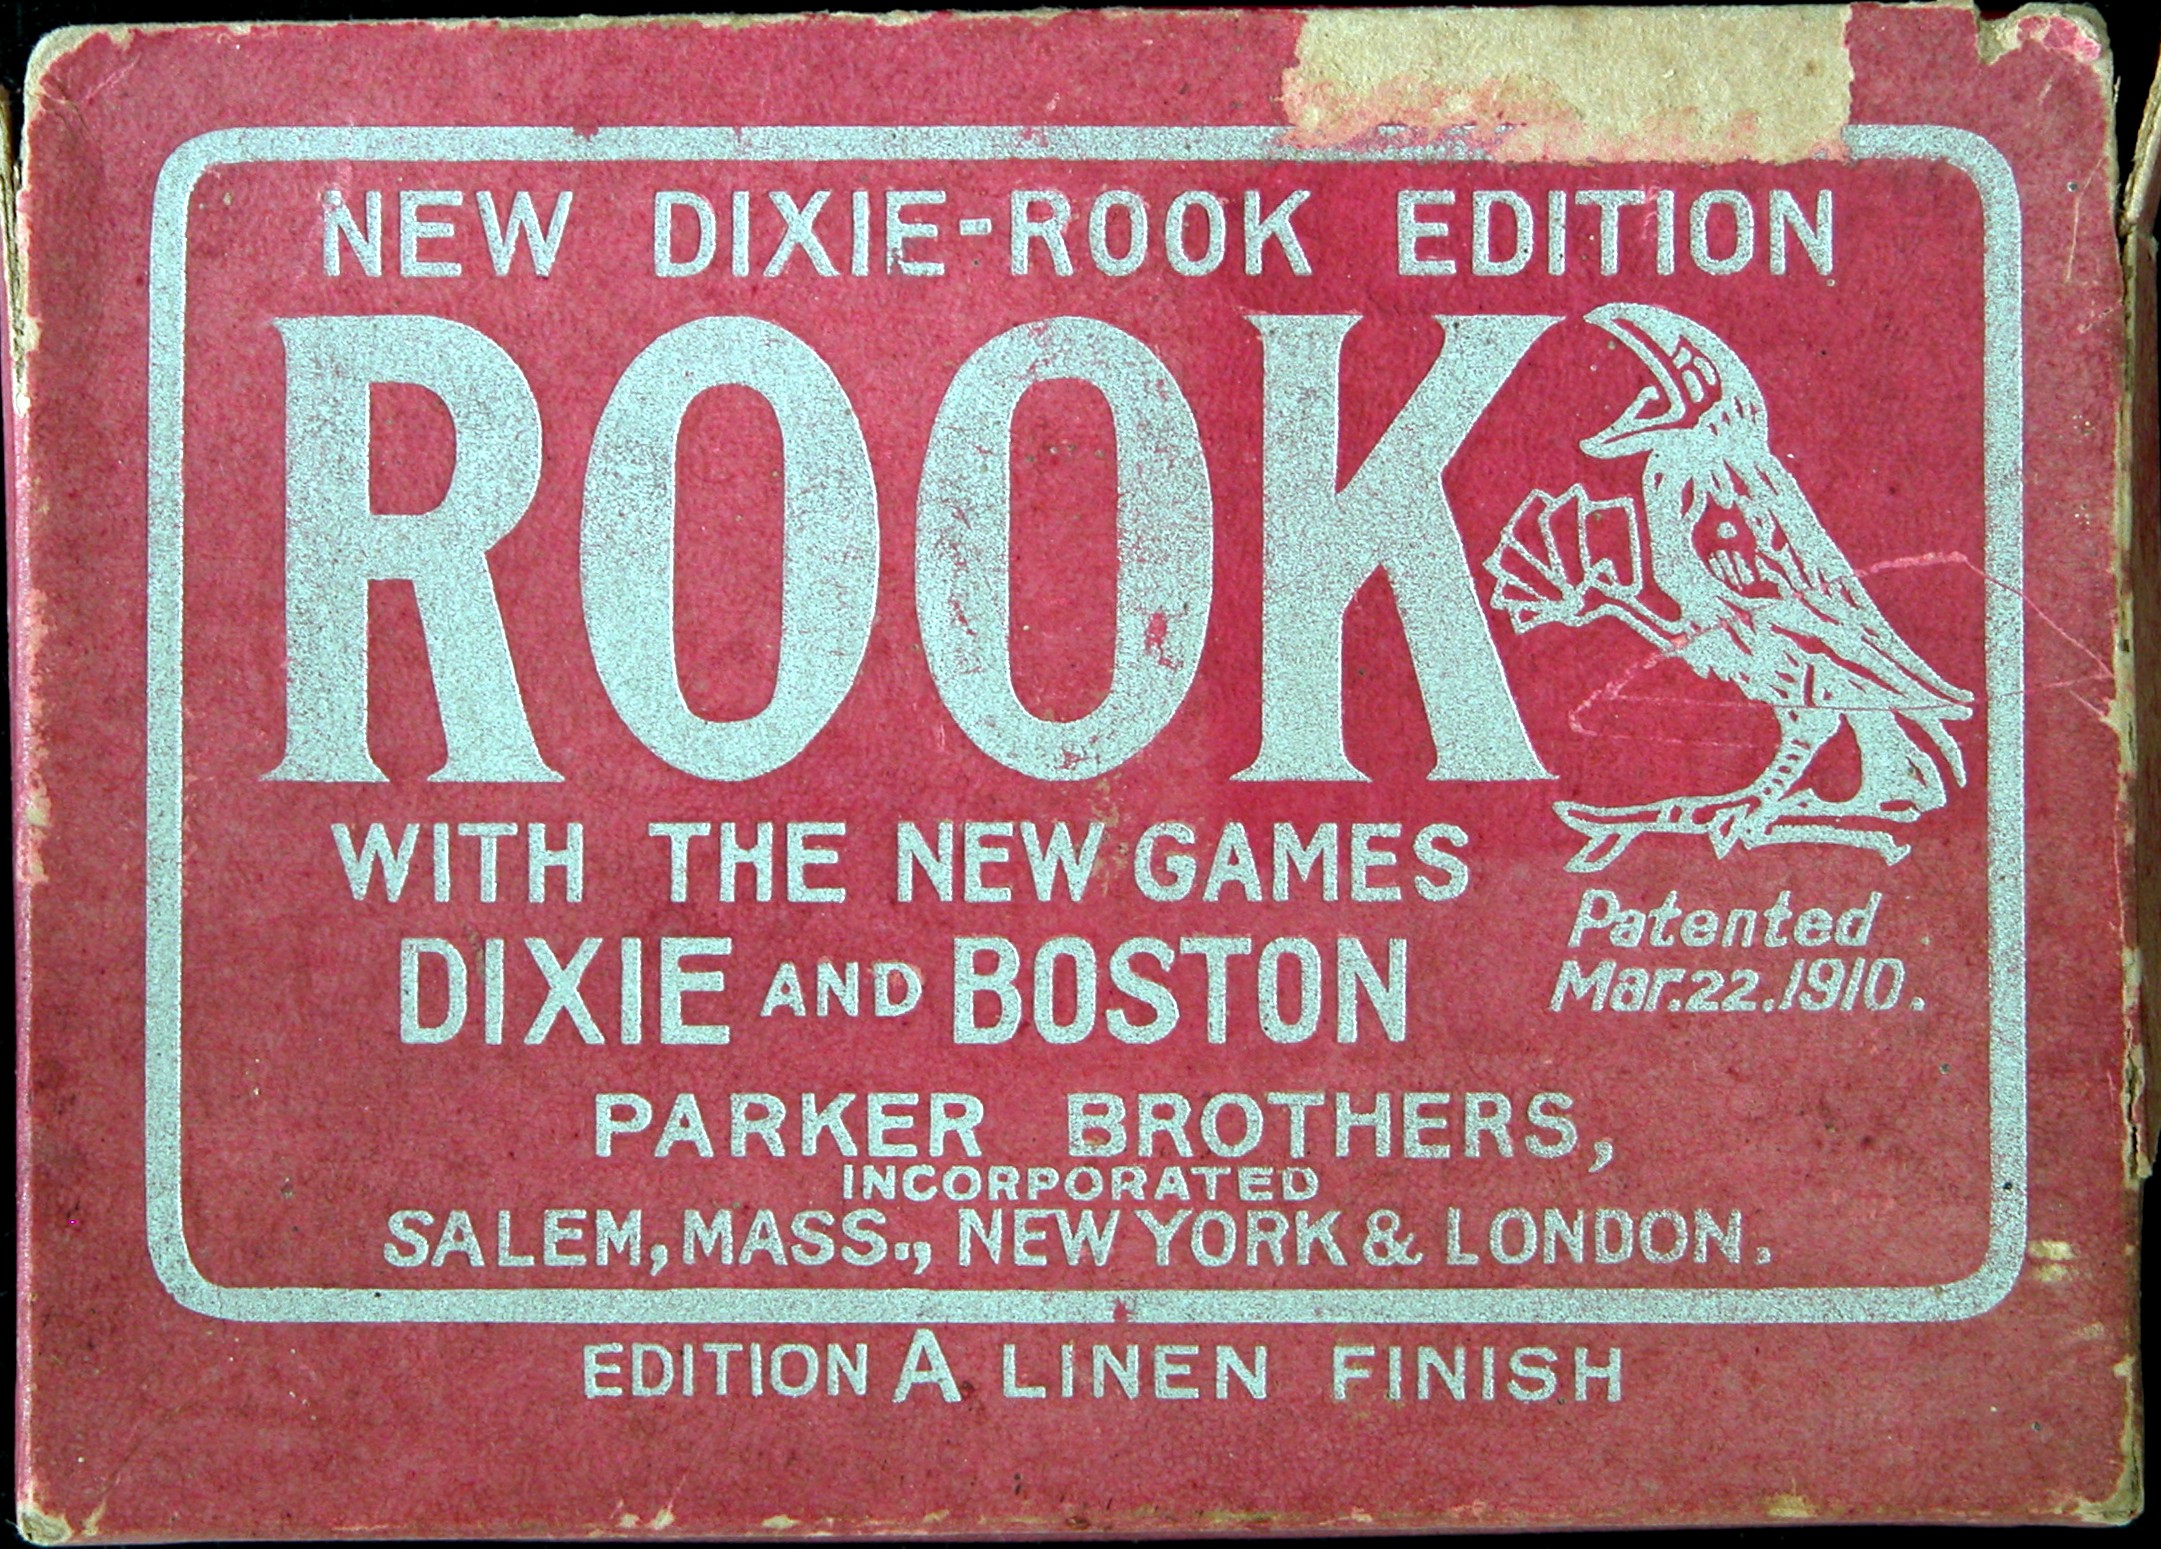 NEW DIXIE-ROOK EDITION
ROOK
WITH THE NEW GAMES
DIXIE AND BOSTON
Patented
Mar.22.1910.
PARKER BROTHERS,
INCORPORATED
SALEM, MASS., NEW YORK & LONDON.
EDITION A LINEN FINISH